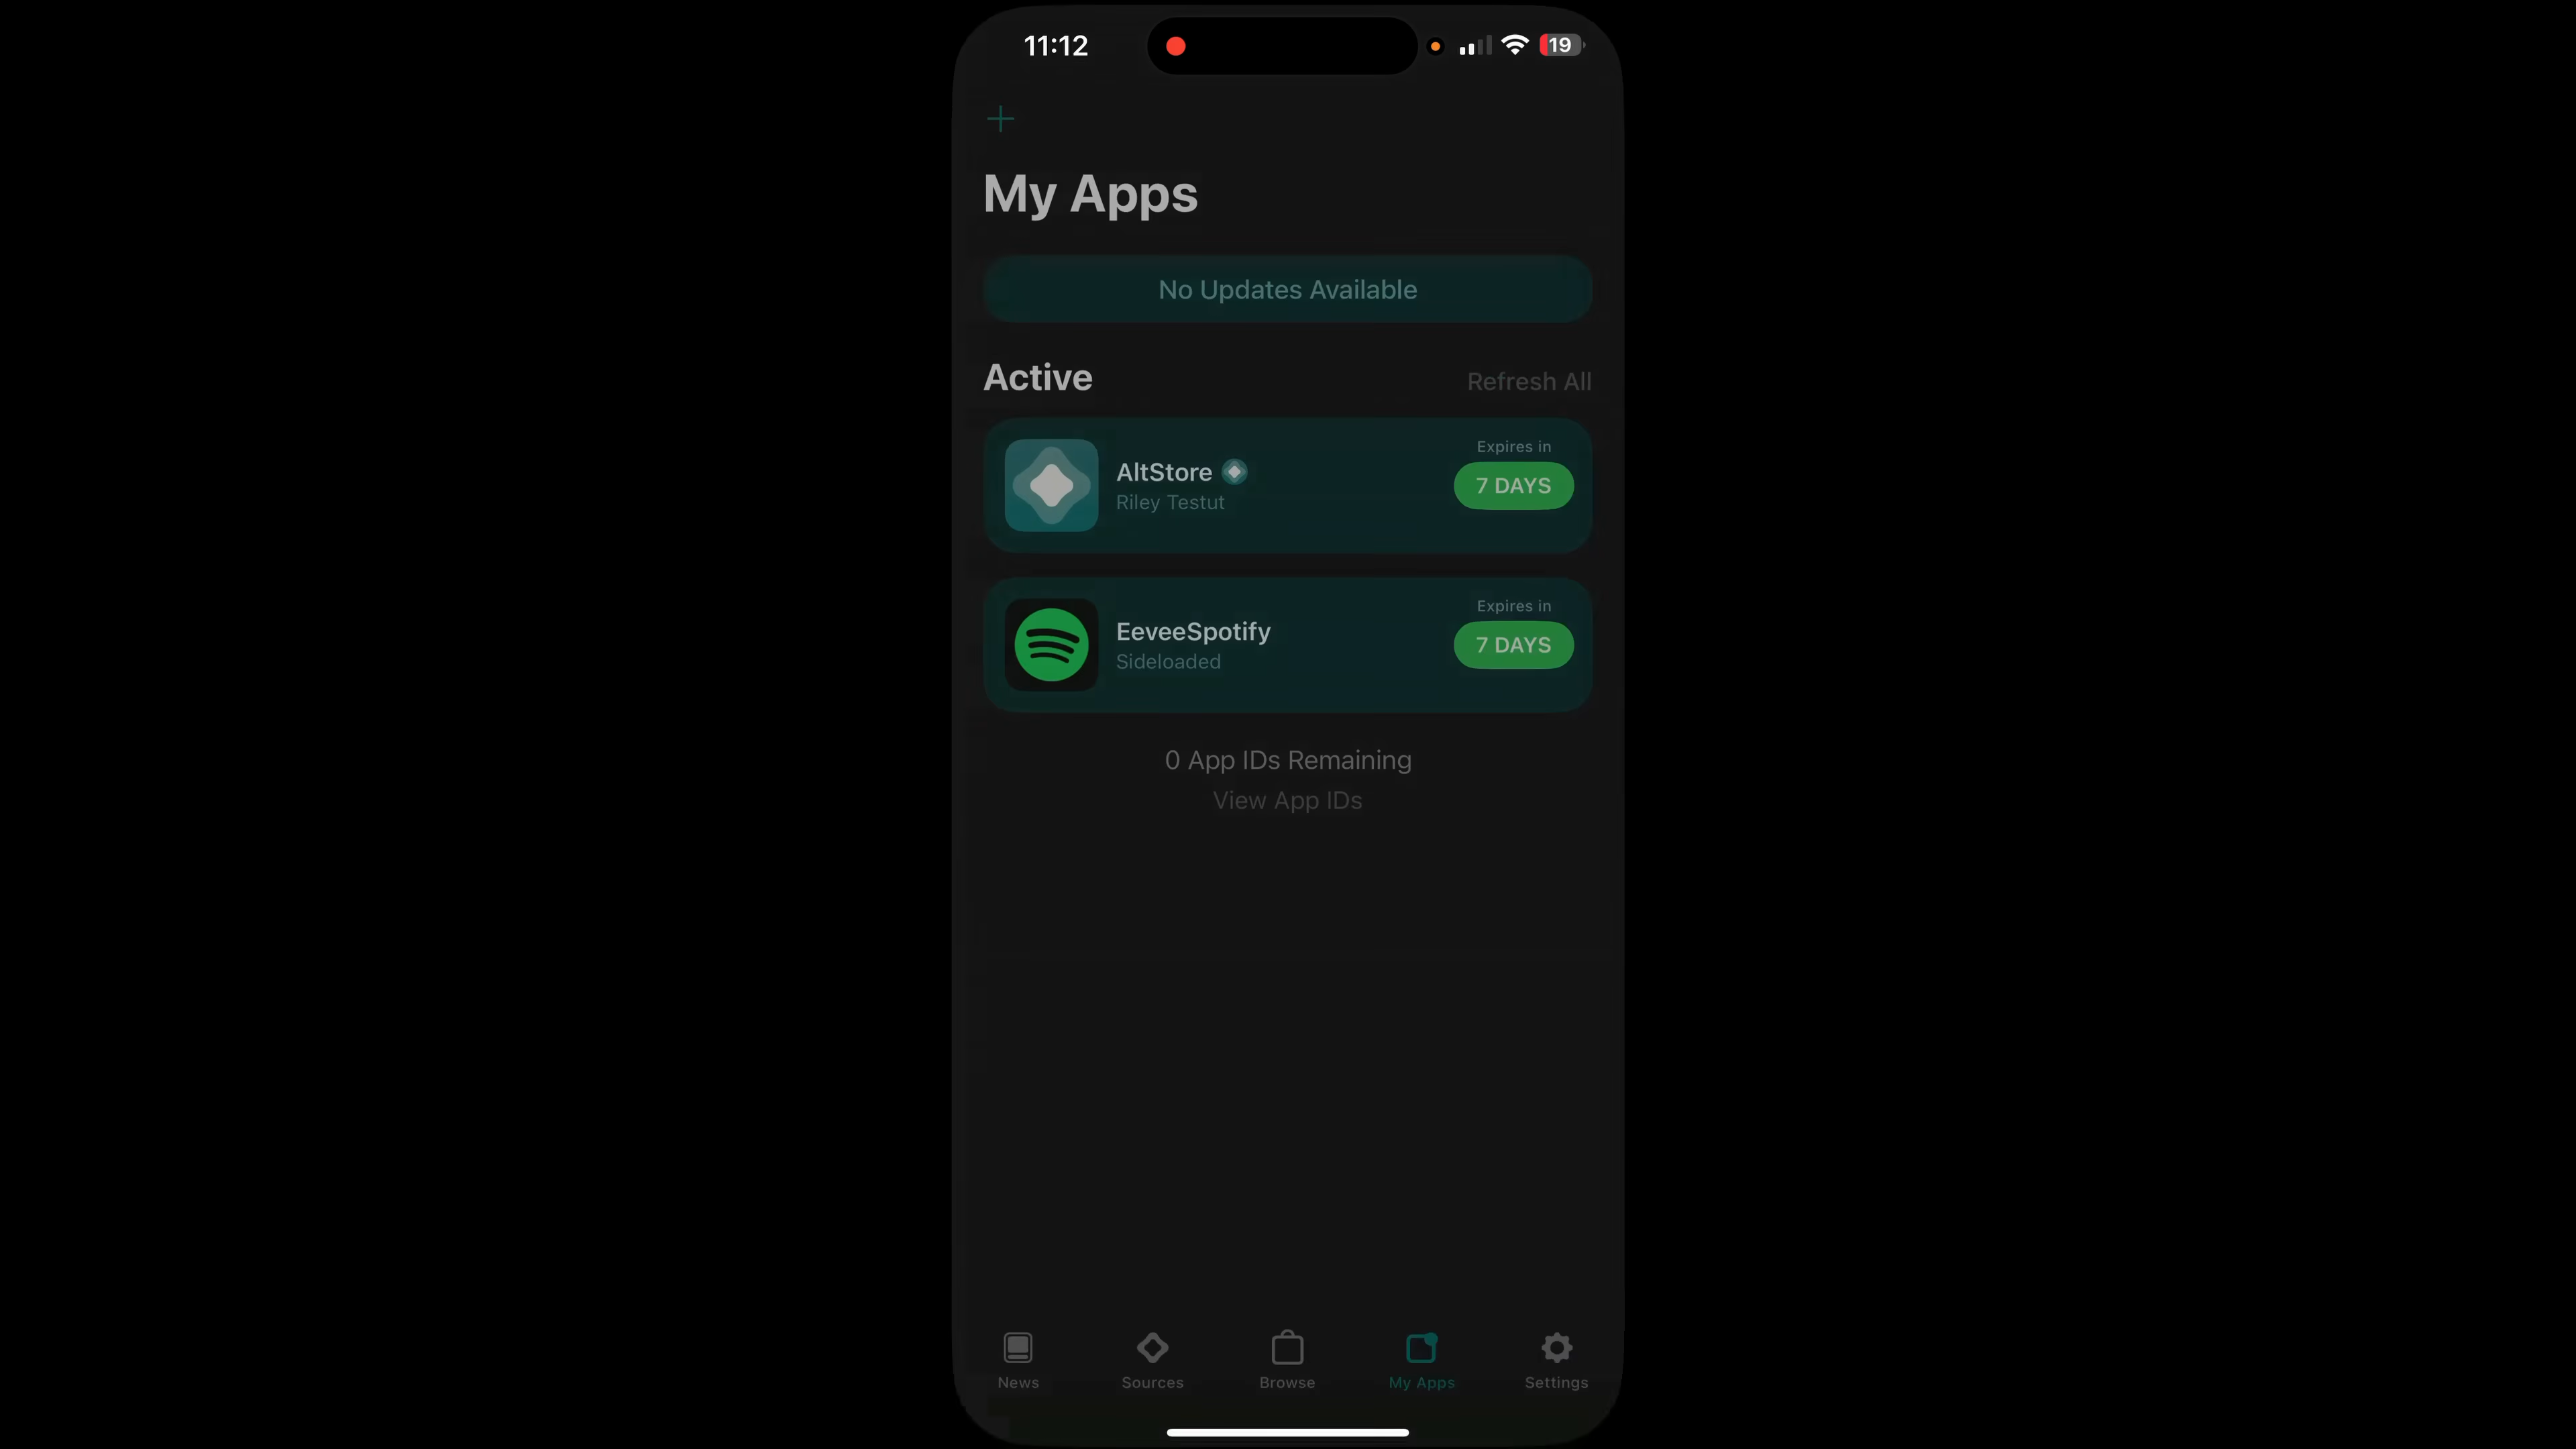 11:12
19
My Apps
No Updates Available
Active
Refresh All
AltStore
Riley Testut
Expires in
7 DAYS
EeveeSpotify
Sideloaded
Expires in
7 DAYS
0 App IDs Remaining
View App IDs
News
Sources
Browse
My Apps
Settings